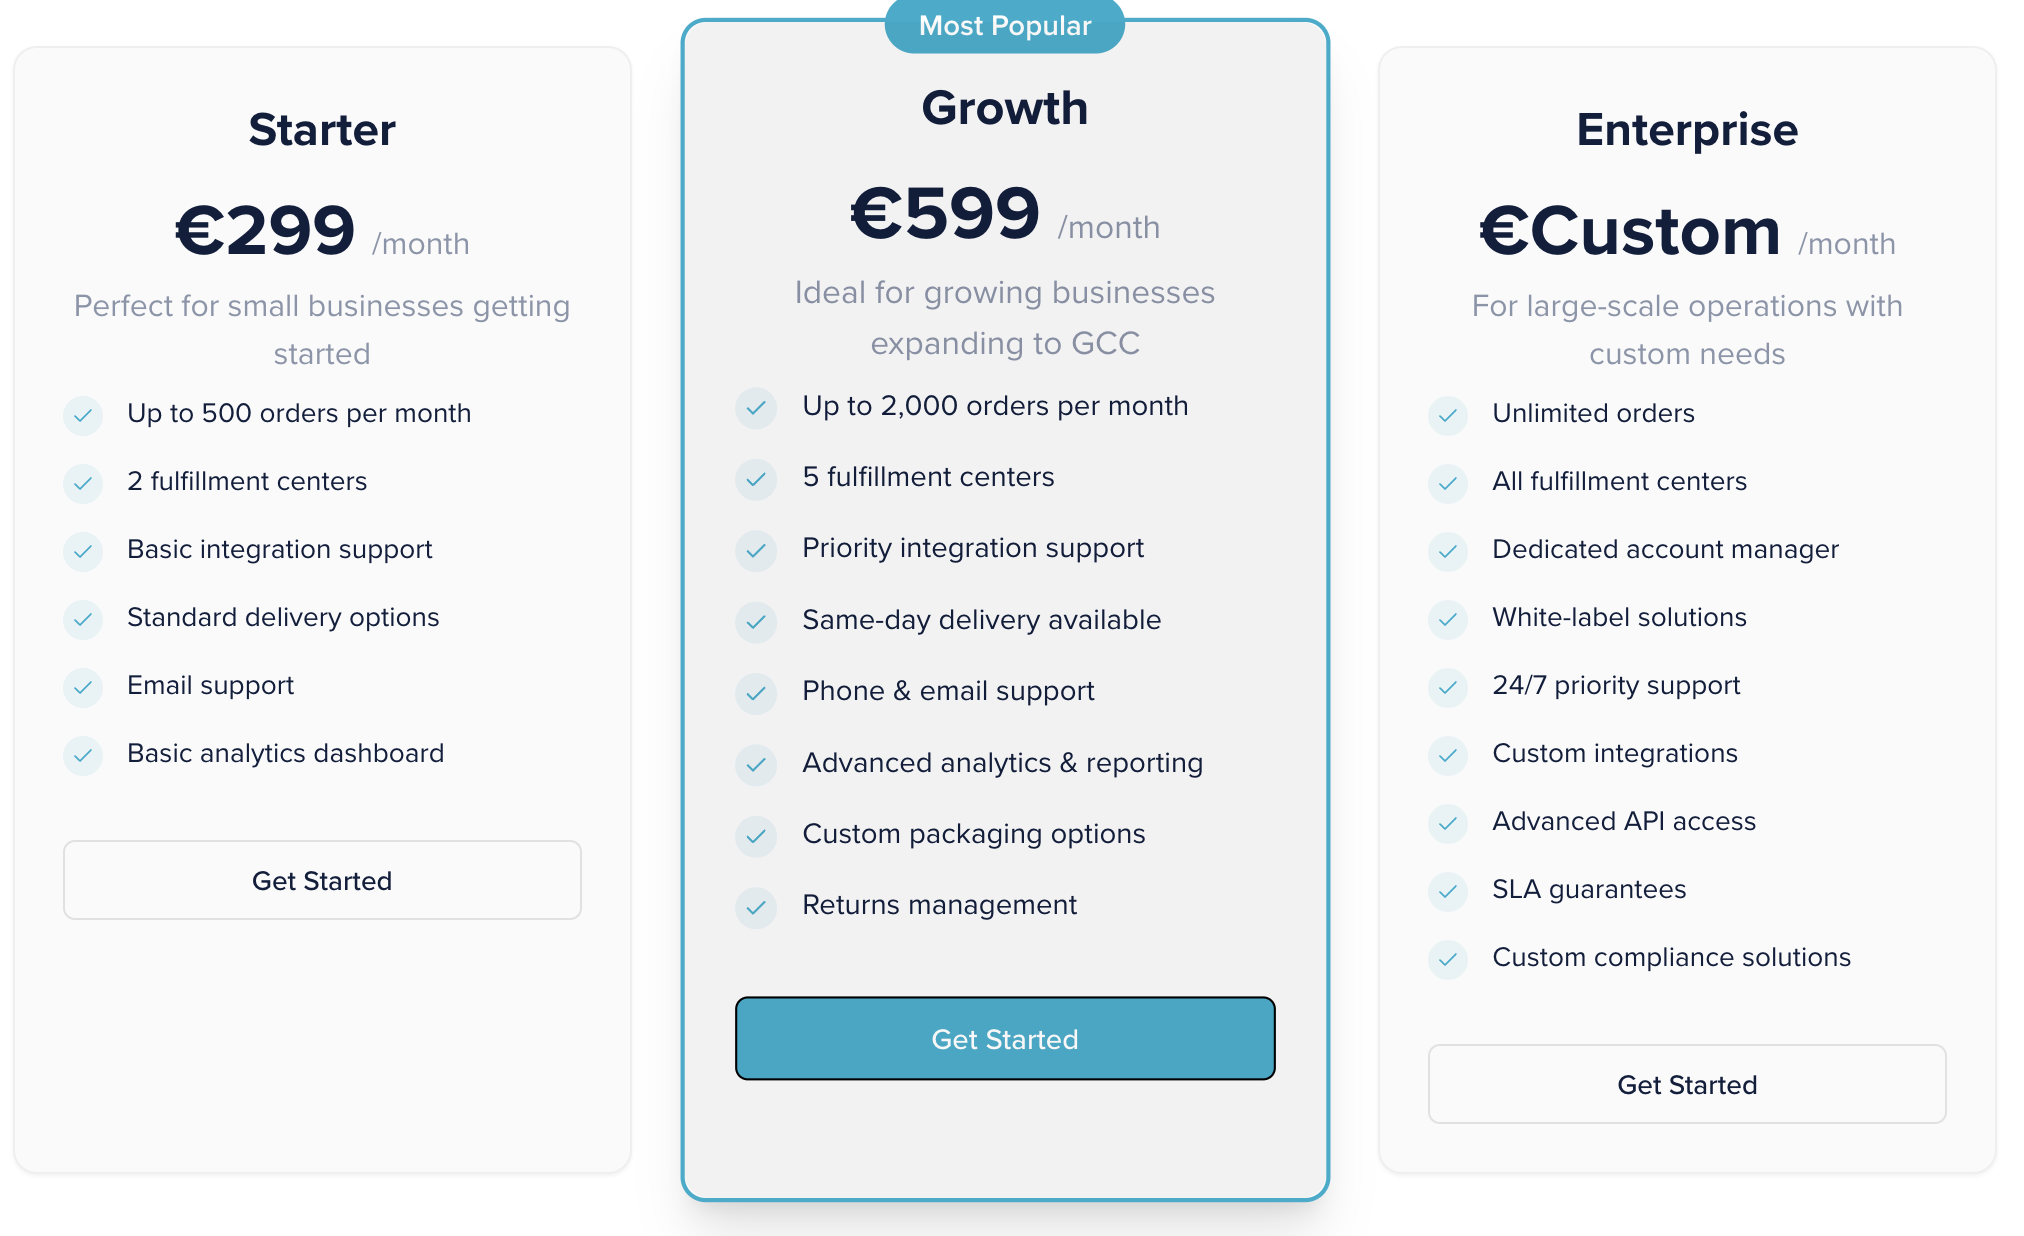 Starter
€299 /month
Perfect for small businesses getting
started
Up to 500 orders per month
2 fulfillment centers
Basic integration support
Standard delivery options
Email support
Basic analytics dashboard
Get Started
Most Popular
Growth
€599 /month
Ideal for growing businesses
expanding to GCC
Up to 2,000 orders per month
5 fulfillment centers
Priority integration support
Same-day delivery available
Phone & email support
Advanced analytics & reporting
Custom packaging options
Returns management
Get Started
Enterprise
€Custom /month
For large-scale operations with
custom needs
Unlimited orders
All fulfillment centers
Dedicated account manager
White-label solutions
24/7 priority support
Custom integrations
Advanced API access
SLA guarantees
Custom compliance solutions
Get Started